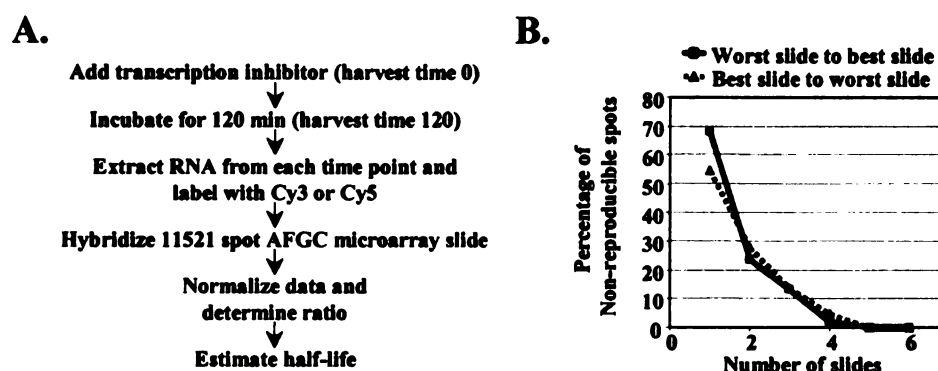 A.
Add transcription inhibitor (harvest time 0)
Incubate for 120 min (harvest time 120)
Extract RNA from each time point and
label with Cy3 or Cy5
Hybridize 11521 spot AFGC microarray slide
Normalize data and
determine ratio
Estimate half-life
B.
Worst slide to best slide
Best slide to worst slide
Percentage of
Non-reproducible spots
80
70
60
50
40
30
20
10
0
0 2 4 6
Number of slides